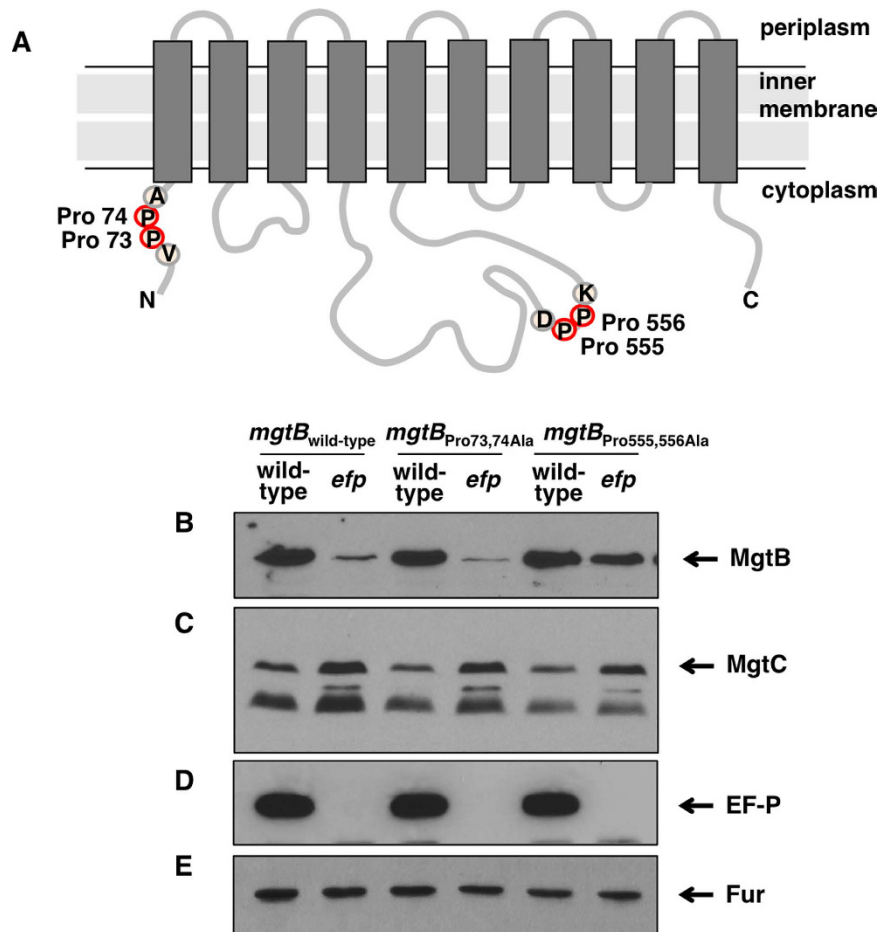 A
periplasm
inner
membrane
cytoplasm
A
Pro 74 P
Pro 73 P
V
N
K
D P Pro 556
P Pro 555
C
mgtBwild-type mgtBPro73,74Ala mgtBPro555,556Ala
wild-type efp wild-type efp wild-type efp
B
MgtB
C
MgtC
D
EF-P
E
Fur